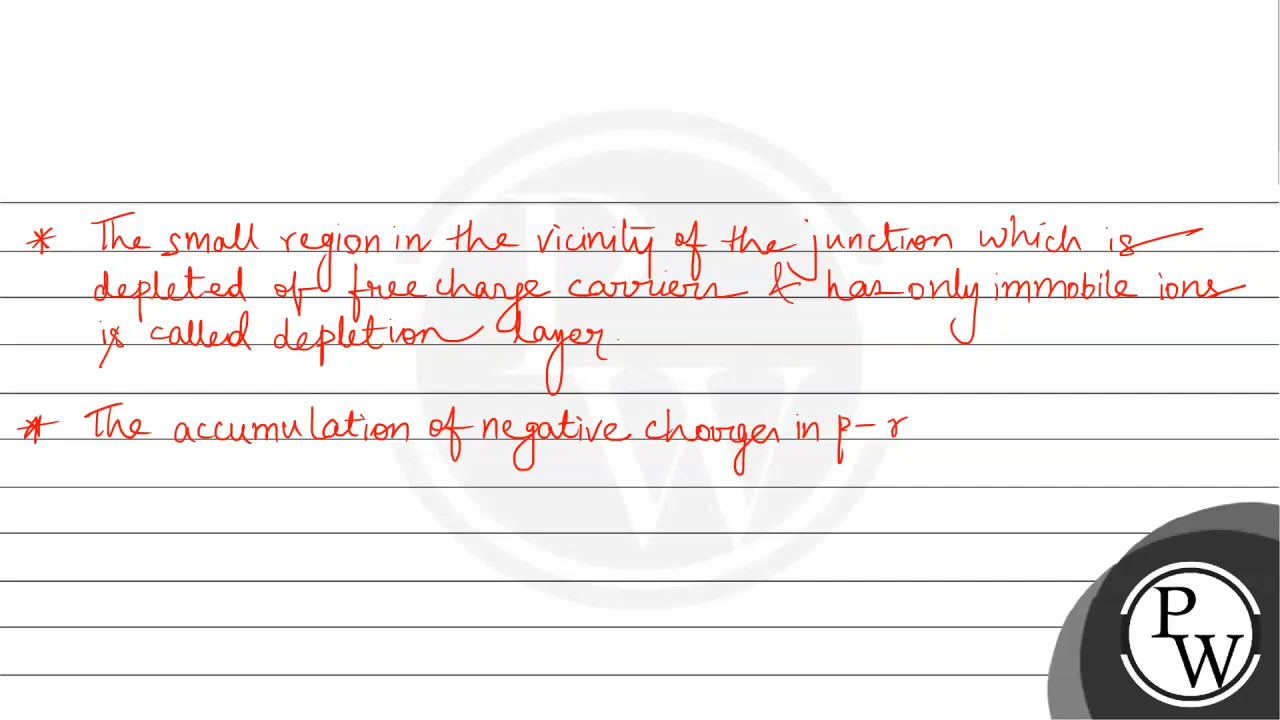 * The small region in the vicinity of the junction which is
depleted of free charge carriers & has only immobile ions
is called depletion layer.
* The accumulation of negative charges in p-r
PW
PW